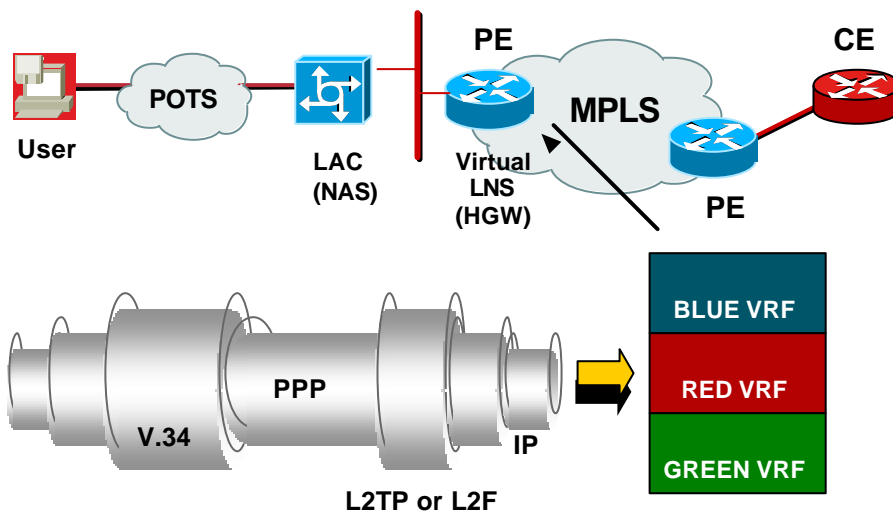 PE
CE
POTS
MPLS
User
LAC
(NAS)
Virtual
LNS
(HGW)
PE
BLUE VRF
PPP
RED VRF
V.34
IP
GREEN VRF
L2TP or L2F